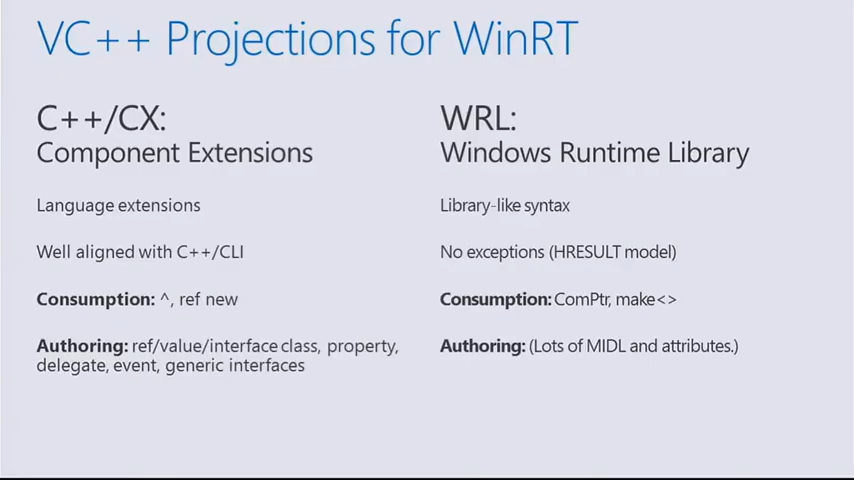 VC++ Projections for WinRT
C++/CX:
Component Extensions
Language extensions
Well aligned with C++/CLI
Consumption: ^, ref new
Authoring: ref/value/interface class, property,
delegate, event, generic interfaces
WRL:
Windows Runtime Library
Library-like syntax
No exceptions (HRESULT model)
Consumption: ComPtr, make<>
Authoring: (Lots of MIDL and attributes.)